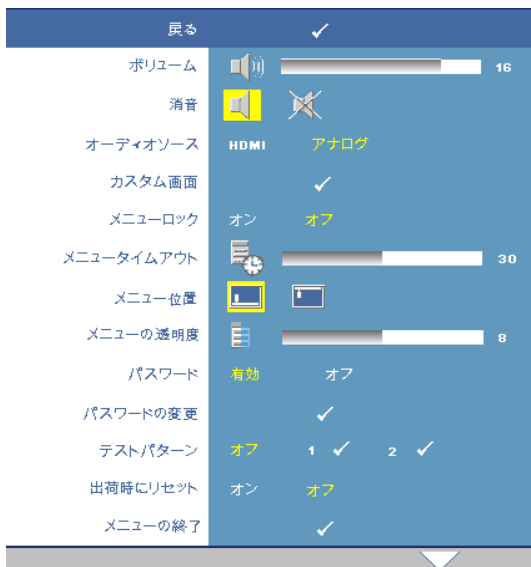 戻る
ボリューム 16
消音
オーディオソース HDMI アナログ
カスタム画面
メニューロック オン オフ
メニュータイムアウト 30
メニュー位置
メニューの透明度 8
パスワード 有効 オフ
パスワードの変更
テストパターン オフ 1 2
出荷時にリセット オン オフ
メニューの終了